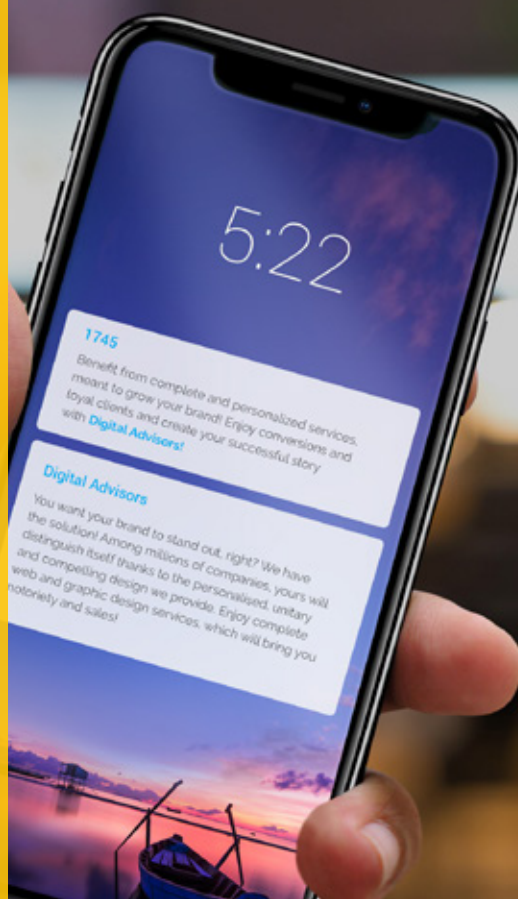 5:22
1745
Benefit from complete and personalized services,
meant to grow your brand! Enjoy conversions and
loyal clients and create your successful story
with Digital Advisors!
Digital Advisors
You want your brand to stand out, right? We have
the solution! Among millions of companies, yours will
distinguish itself thanks to the personalised, unitary
and compelling design we provide. Enjoy complete
web and graphic design services, which will bring you
notoriety and sales!